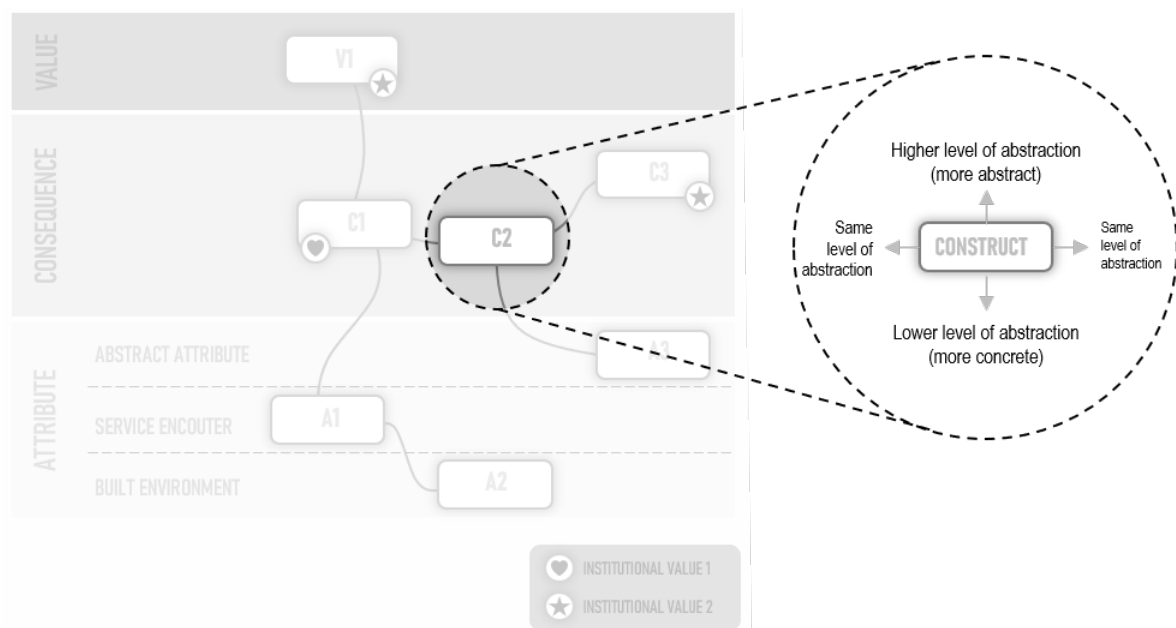 VALUE
V1
CONSEQUENCE
C3
C1
C2
ATTRIBUTE
ABSTRACT ATTRIBUTE
A3
SERVICE ENCOUTER
A1
BUILT ENVIRONMENT
A2
INSTITUTIONAL VALUE 1
INSTITUTIONAL VALUE 2
Higher level of abstraction
(more abstract)
Same
level of
abstraction
CONSTRUCT
Same
level of
abstraction
Lower level of abstraction
(more concrete)